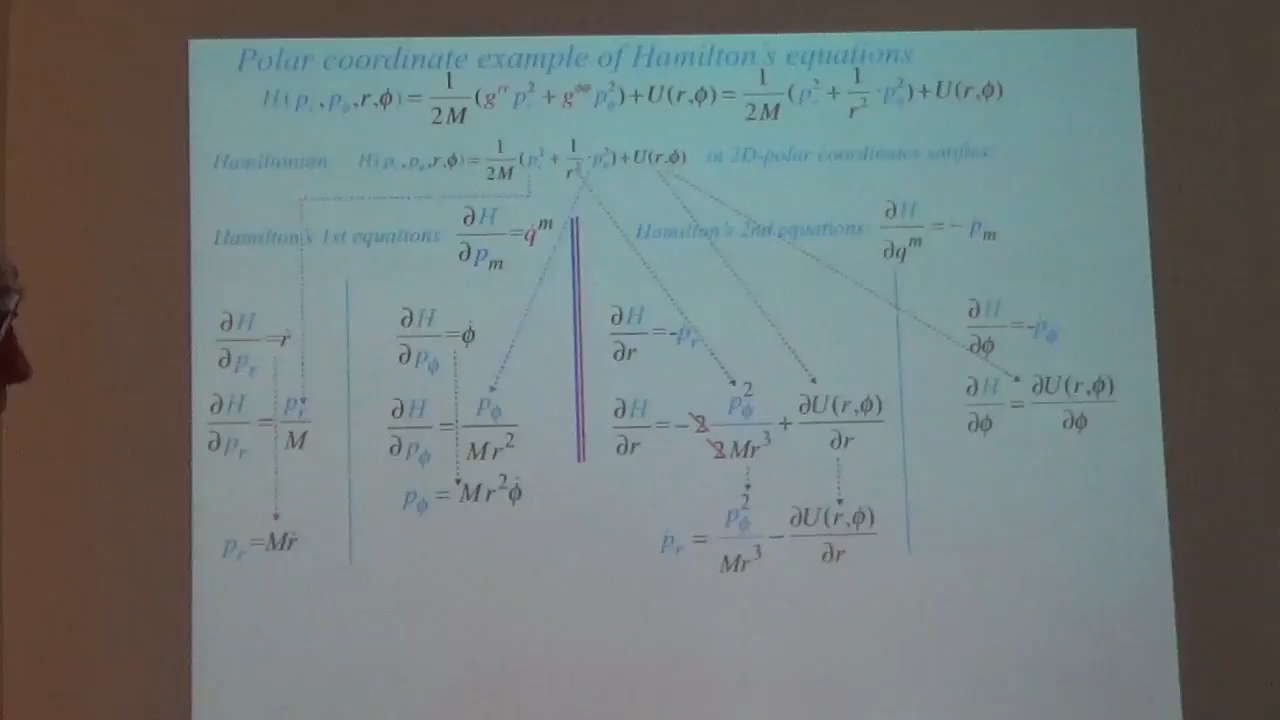 Polar coordinate example of Hamilton's equations
H(p_r, p_ϕ, r, ϕ) = 1/2M (g^{rr} p_r^2 + g^{ϕϕ} p_ϕ^2) + U(r,ϕ) = 1/2M (p_r^2 + 1/r^2 · p_ϕ^2) + U(r,ϕ)
Hamiltonian H(p_r, p_ϕ, r, ϕ) = 1/2M (p_r^2 + 1/r^2 · p_ϕ^2) + U(r,ϕ) in 2D-polar coordinates satisfies:
Hamilton's 1st equations ∂H/∂p_m = q̇^m
Hamilton's 2nd equations ∂H/∂q^m = - ṗ_m
∂H/∂p_r = ṙ
∂H/∂p_r = p_r/M
p_r = Mṙ
∂H/∂p_ϕ = ϕ̇
∂H/∂p_ϕ = p_ϕ/Mr^2
p_ϕ = Mr^2ϕ̇
∂H/∂r = -ṗ_r
∂H/∂r = -2 p_ϕ^2/2Mr^3 + ∂U(r,ϕ)/∂r
ṗ_r = p_ϕ^2/Mr^3 - ∂U(r,ϕ)/∂r
∂H/∂ϕ = -ṗ_ϕ
∂H/∂ϕ = ∂U(r,ϕ)/∂ϕ